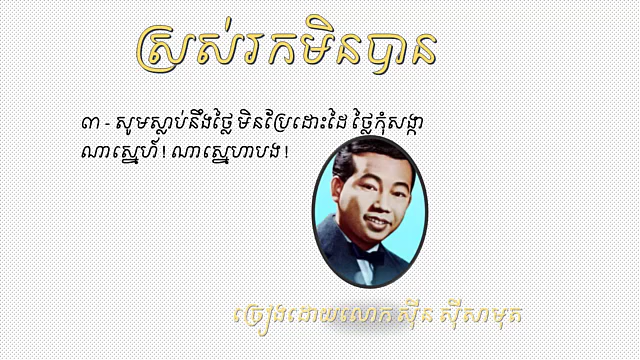 ស្រស់រកមិនបាន
៣ - សូមស្លាប់នឹងថ្លៃ មិនប្រែដោះដៃ ថ្លៃកុំសង្កា
ណាស្នេហ៍ ! ណាស្នេហាបង !
ច្រៀងដោយលោក ស៊ីន ស៊ីសាមុត